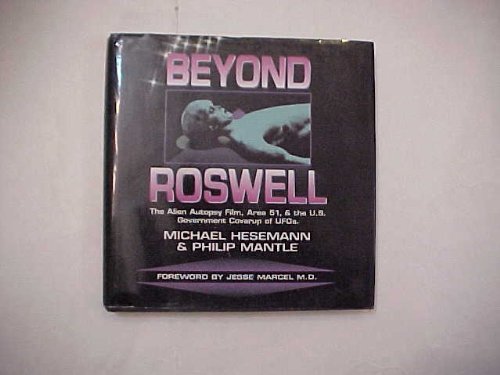 BEYOND
ROSWELL
The Alien Autopsy Film, Area 51, & the U.S.
Government Coverup of UFOs.
MICHAEL HESEMANN
& PHILIP MANTLE
FOREWORD BY JESSE MARCEL M.D.